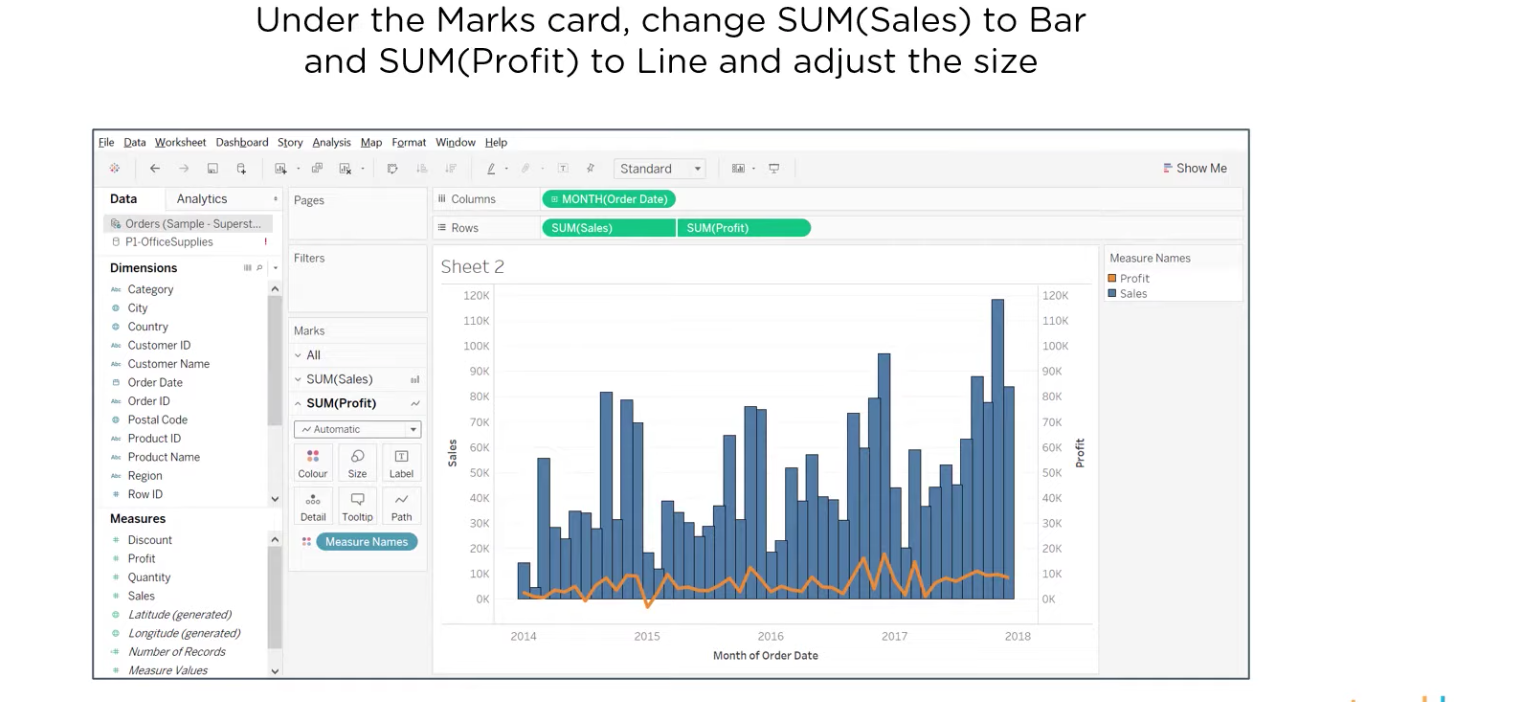 Under the Marks card, change SUM(Sales) to Bar
and SUM(Profit) to Line and adjust the size
File Data Worksheet Dashboard Story Analysis Map Format Window Help
Standard
Show Me
Data Analytics
Orders (Sample - Superst...
P1-OfficeSupplies !
Dimensions
Abc Category
City
Country
Abc Customer ID
Abc Customer Name
Order Date
Abc Order ID
Postal Code
Abc Product ID
Abc Product Name
Abc Region
# Row ID
Measures
# Discount
# Profit
# Quantity
# Sales
Latitude (generated)
Longitude (generated)
Number of Records
# Measure Values
Pages
Filters
Marks
All
SUM(Sales)
SUM(Profit)
Automatic
Colour Size Label
Detail Tooltip Path
Measure Names
Columns MONTH(Order Date)
Rows SUM(Sales) SUM(Profit)
Sheet 2
Sales
120K
110K
100K
90K
80K
70K
60K
50K
40K
30K
20K
10K
0K
120K
110K
100K
90K
80K
70K
60K
50K
40K
30K
20K
10K
0K
Profit
2014 2015 2016 2017 2018
Month of Order Date
Measure Names
Profit
Sales